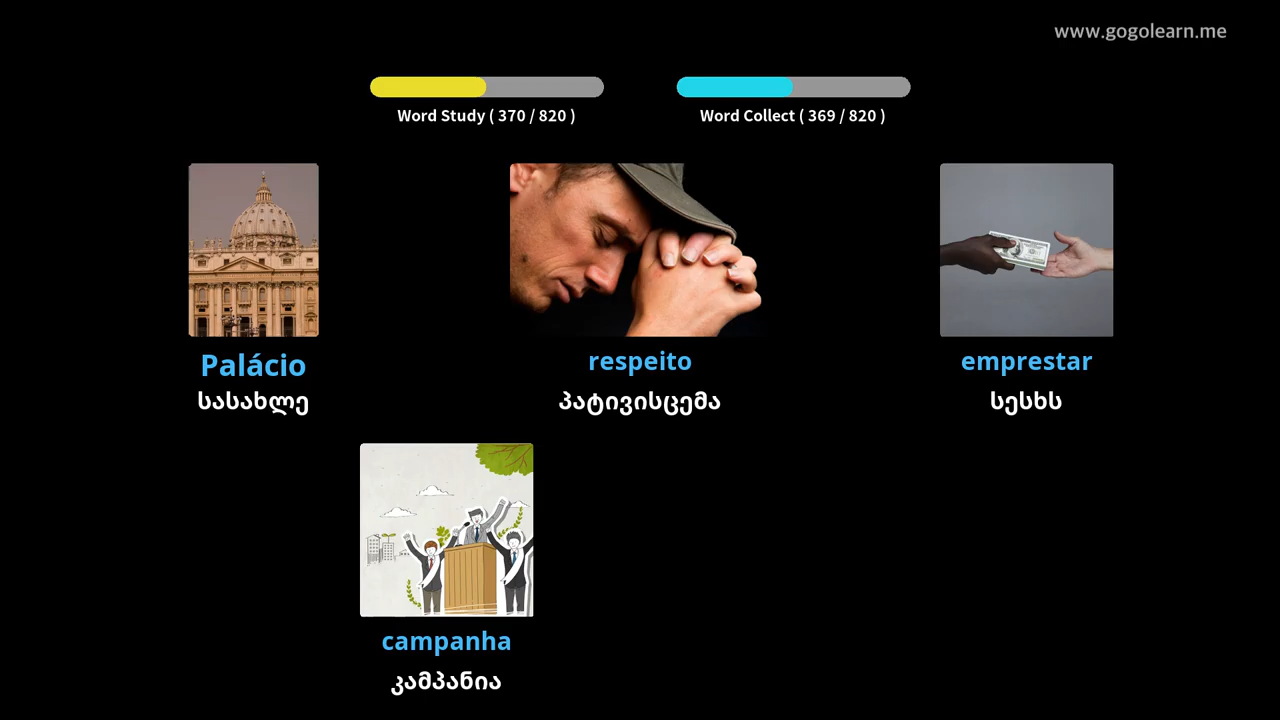 www.gogolearn.me
Word Study ( 370 / 820 )
Word Collect ( 369 / 820 )
Palácio
respeito
emprestar
სასახლე
პატივისცემა
სესხს
campanha
კამპანია